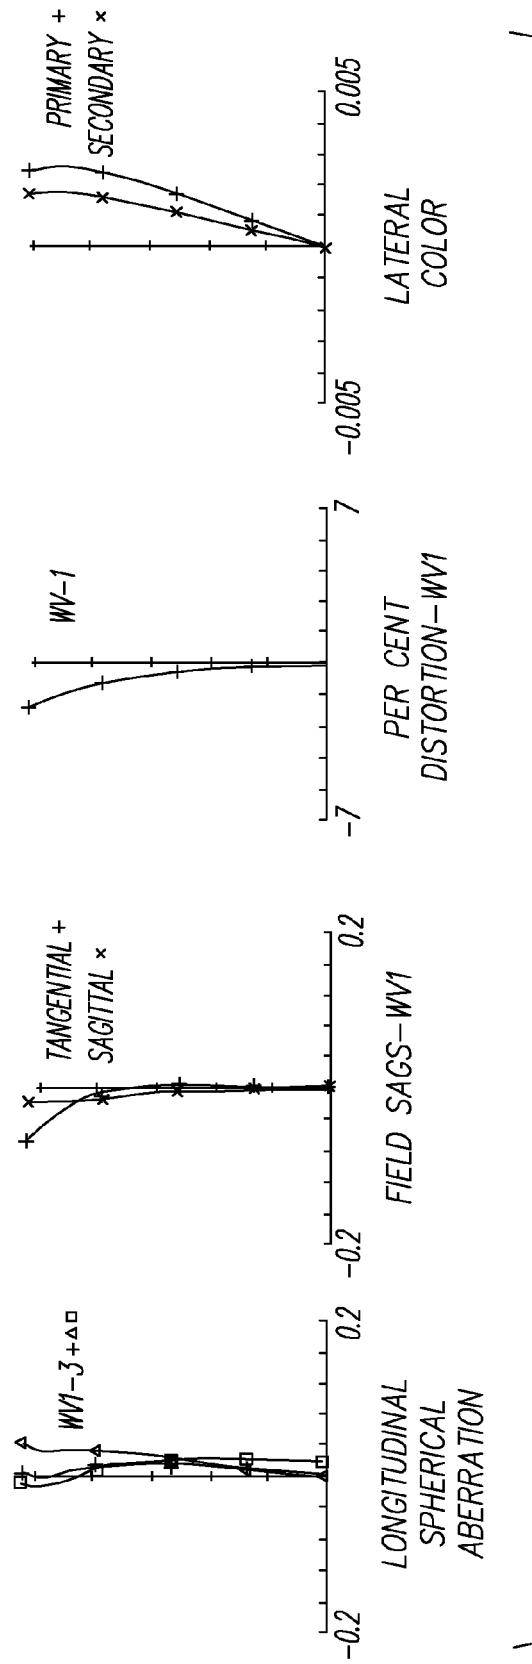 WV1-3+△□
-0.2
0.2
LONGITUDINAL
SPHERICAL
ABERRATION
TANGENTIAL +
SAGITTAL ×
-0.2
0.2
FIELD SAGS-WV1
WV-1
-7
7
PER CENT
DISTORTION-WV1
PRIMARY +
SECONDARY ×
-0.005
0.005
LATERAL
COLOR